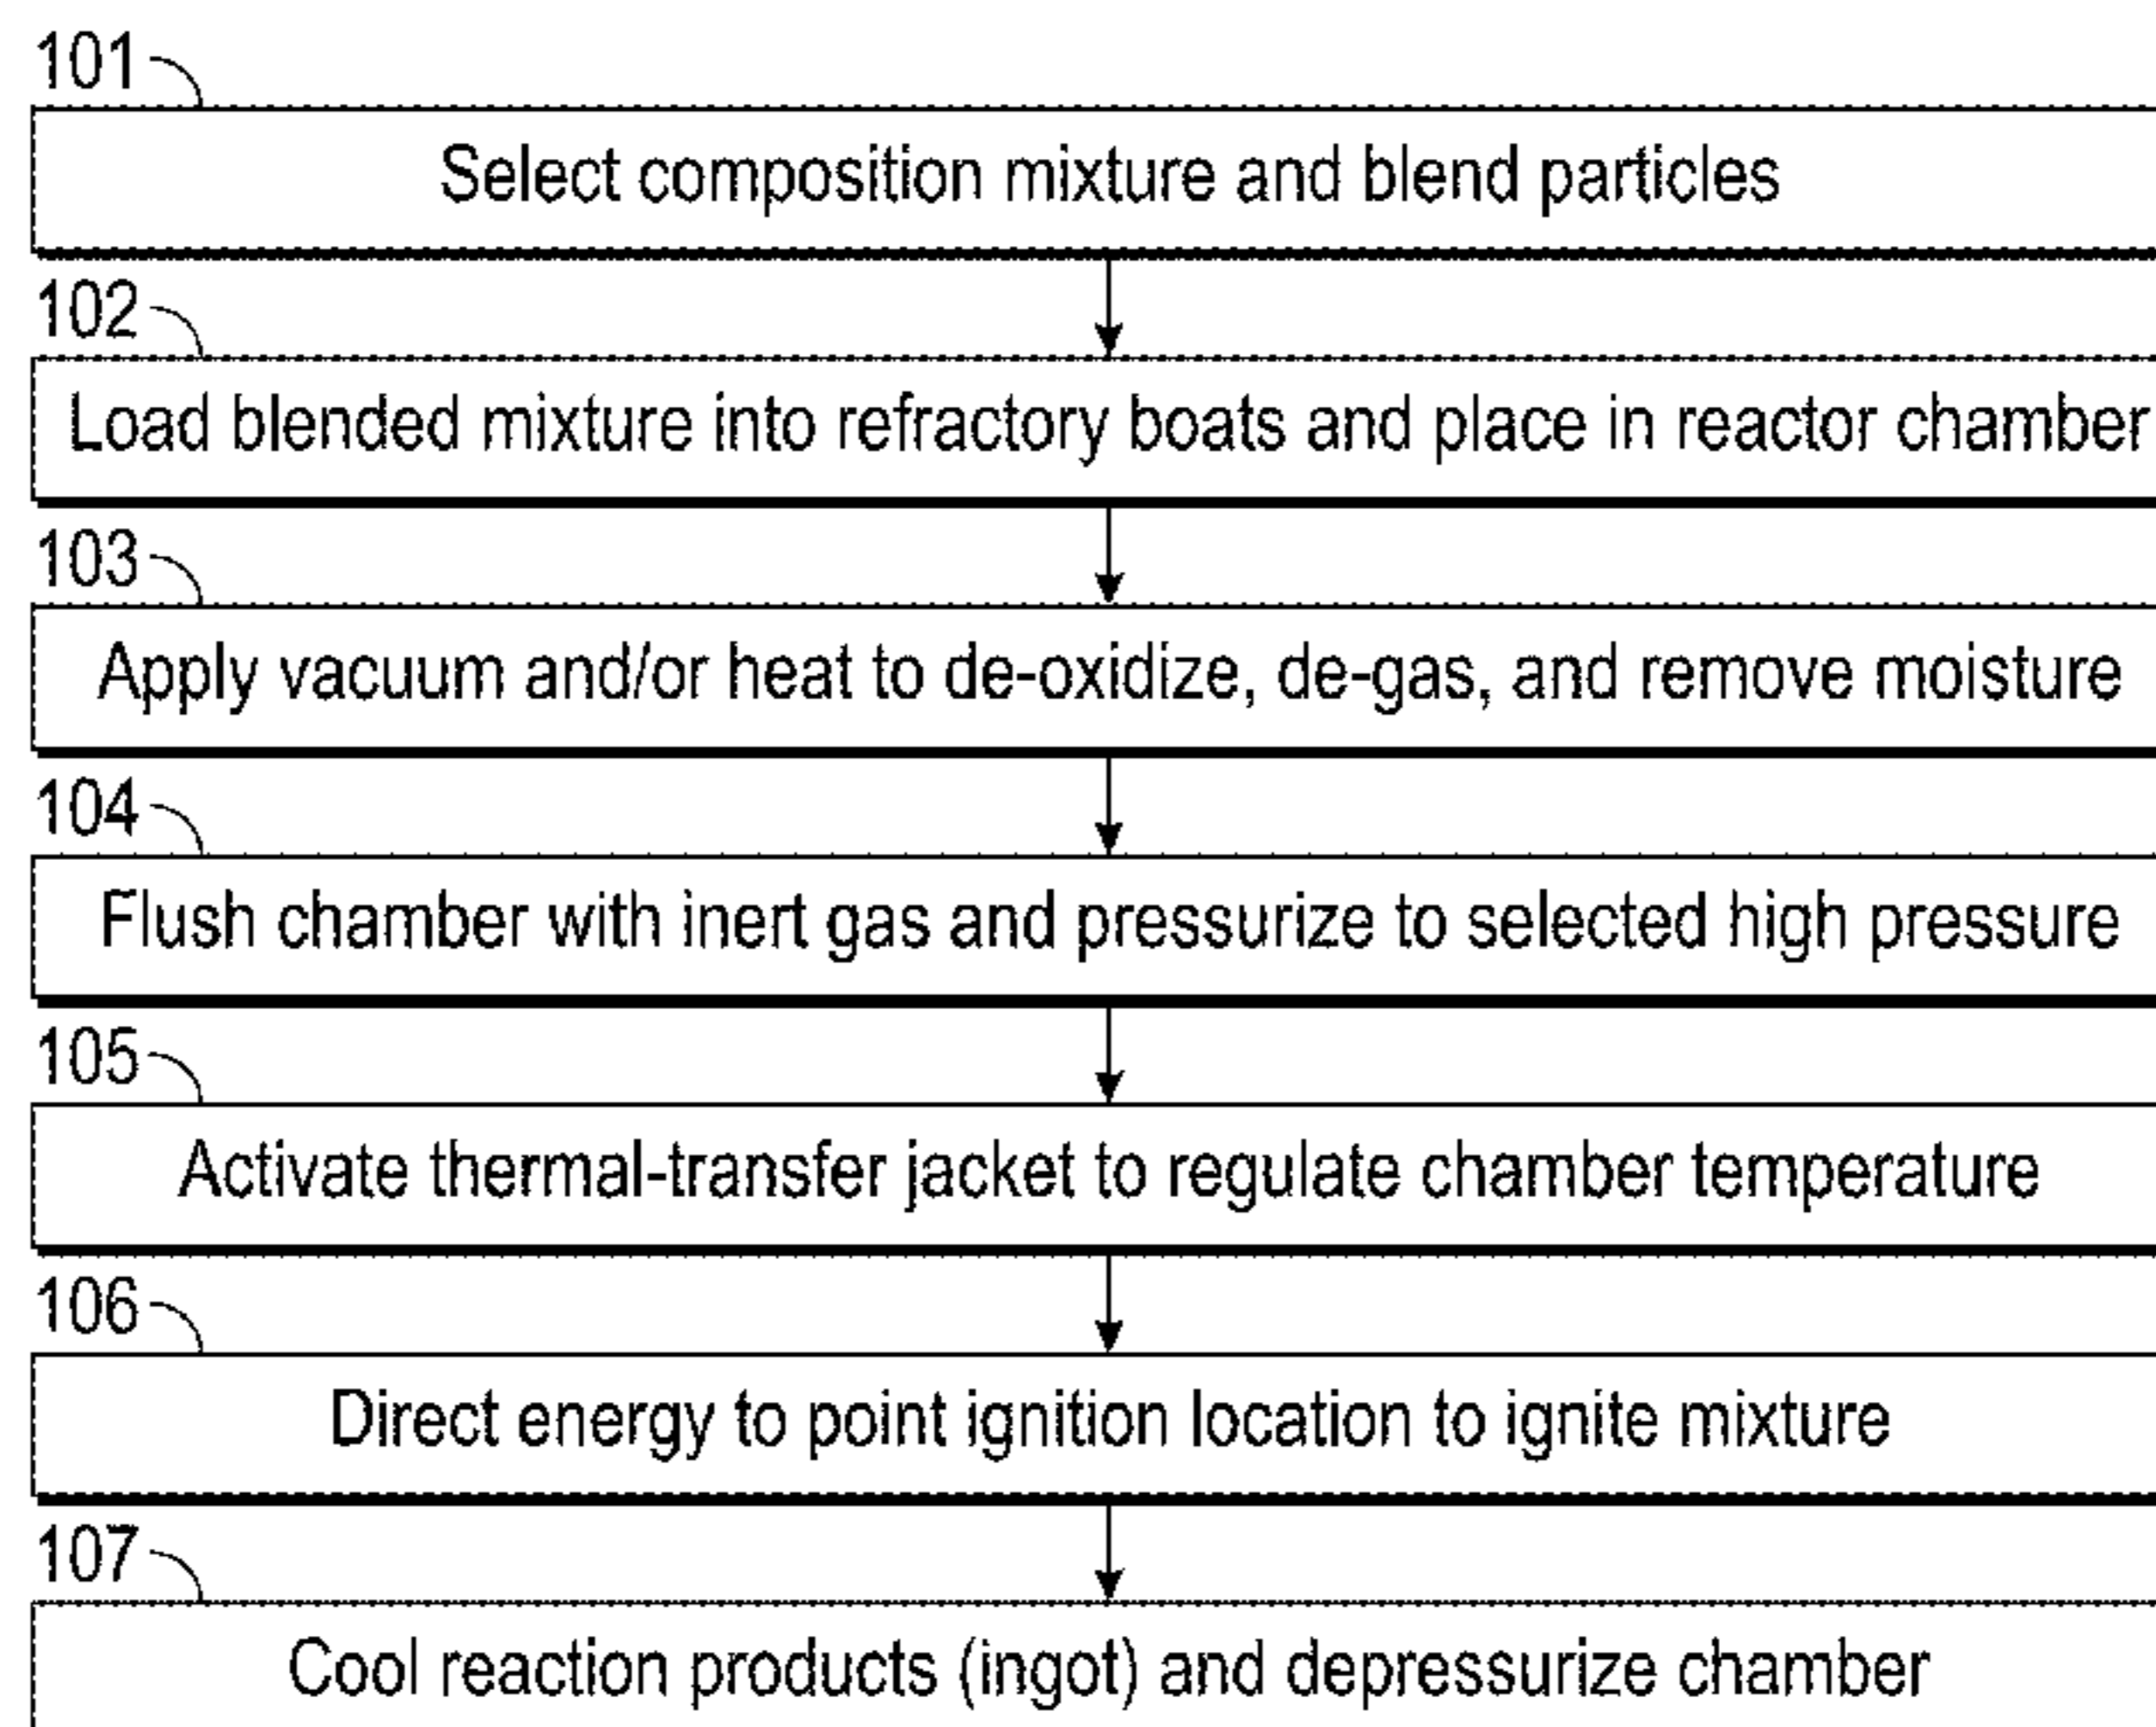 101
Select composition mixture and blend particles
102
Load blended mixture into refractory boats and place in reactor chamber
103
Apply vacuum and/or heat to de-oxidize, de-gas, and remove moisture
104
Flush chamber with inert gas and pressurize to selected high pressure
105
Activate thermal-transfer jacket to regulate chamber temperature
106
Direct energy to point ignition location to ignite mixture
107
Cool reaction products (ingot) and depressurize chamber